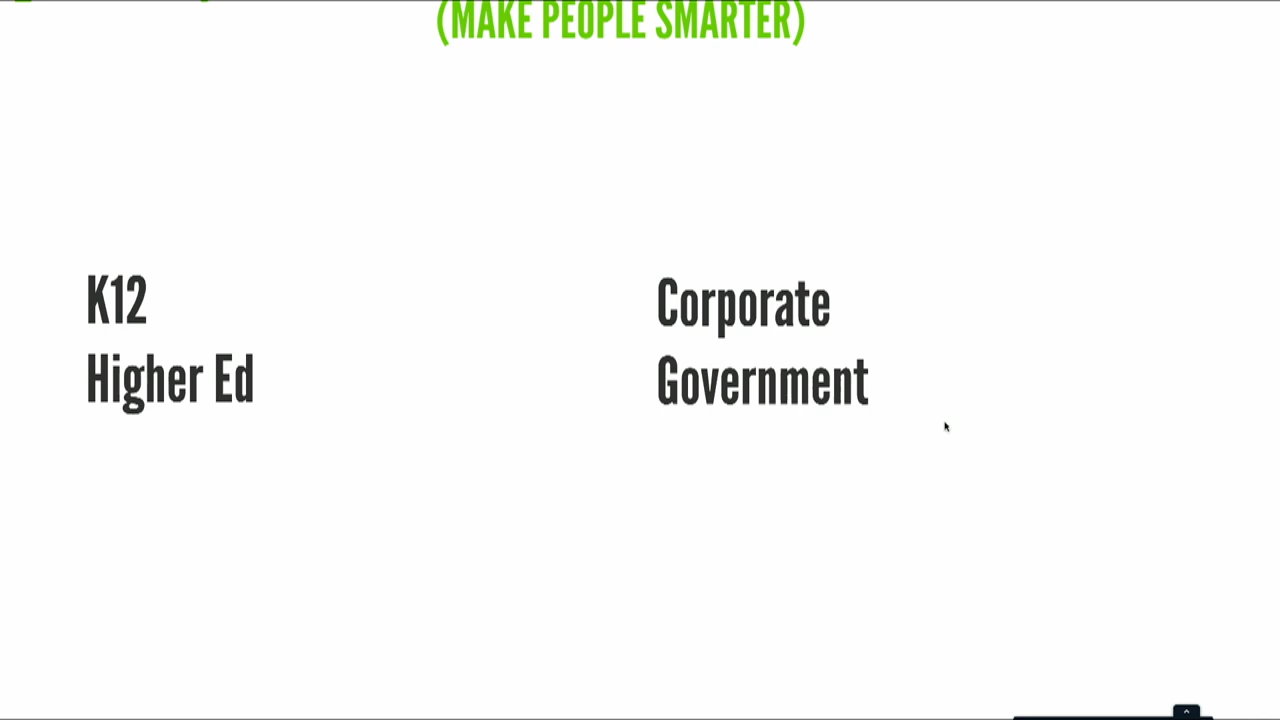 (MAKE PEOPLE SMARTER)
K12
Higher Ed
Corporate
Government